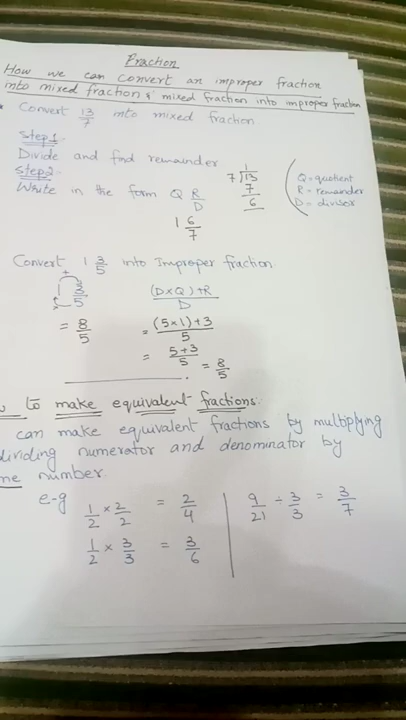 Fraction
How we can convert an improper fraction
into mixed fraction & mixed fraction into improper fraction
Convert 13/7 into mixed fraction
Step 1
Divide and find remainder
Step 2
Write in the form Q R/D
7 √13
1
7
6
Q = quotient
R = remainder
D = divisor
1 6/7
Convert 1 3/5 into Improper fraction
+
1 3/5
×
= 8/5
(D×Q)+R / D
= (5×1)+3 / 5
= 5+3 / 5 = 8/5
to make equivalent fractions.
can make equivalent fractions by multiplying
numerator and denominator by
number.
e-g
1/2 × 2/2 = 2/4
1/2 × 3/3 = 3/6
9/21 ÷ 3/3 = 3/7